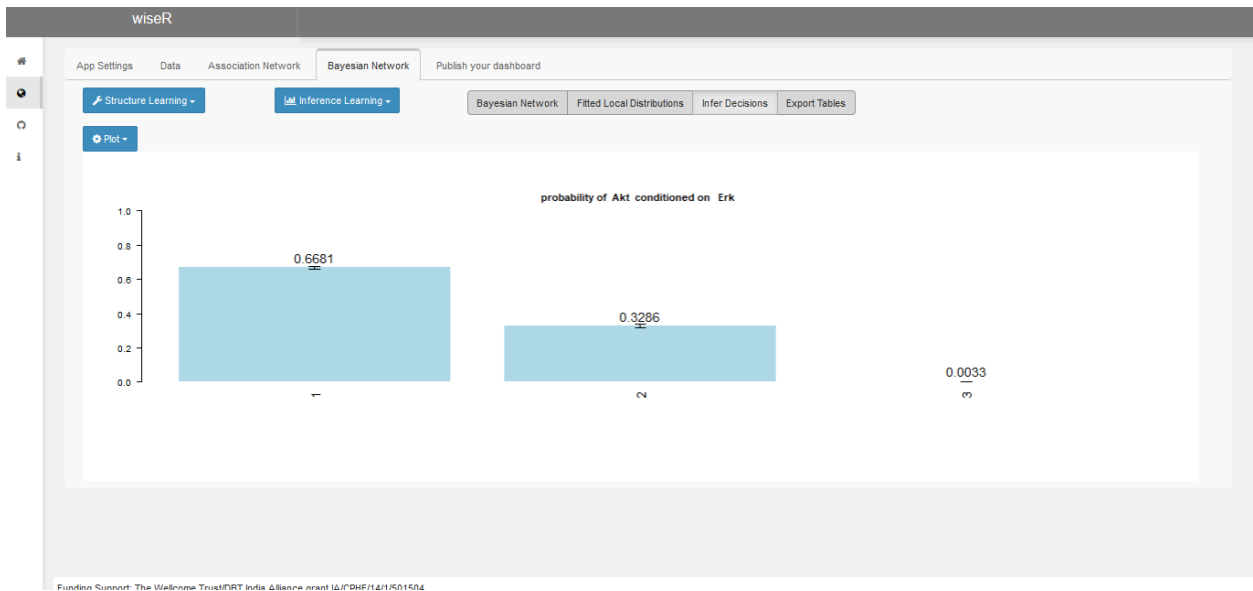 wiseR
App Settings Data Association Network Bayesian Network Publish your dashboard
Structure Learning Inference Learning Bayesian Network Fitted Local Distributions Infer Decisions Export Tables
Plot
probability of Akt conditioned on Erk
1.0
0.8
0.6
0.4
0.2
0.0
0.6681
0.3286
0.0033
1 2 3
Funding Support: The Wellcome Trust/DBT India Alliance grant IA/CPHE/14/1/501504